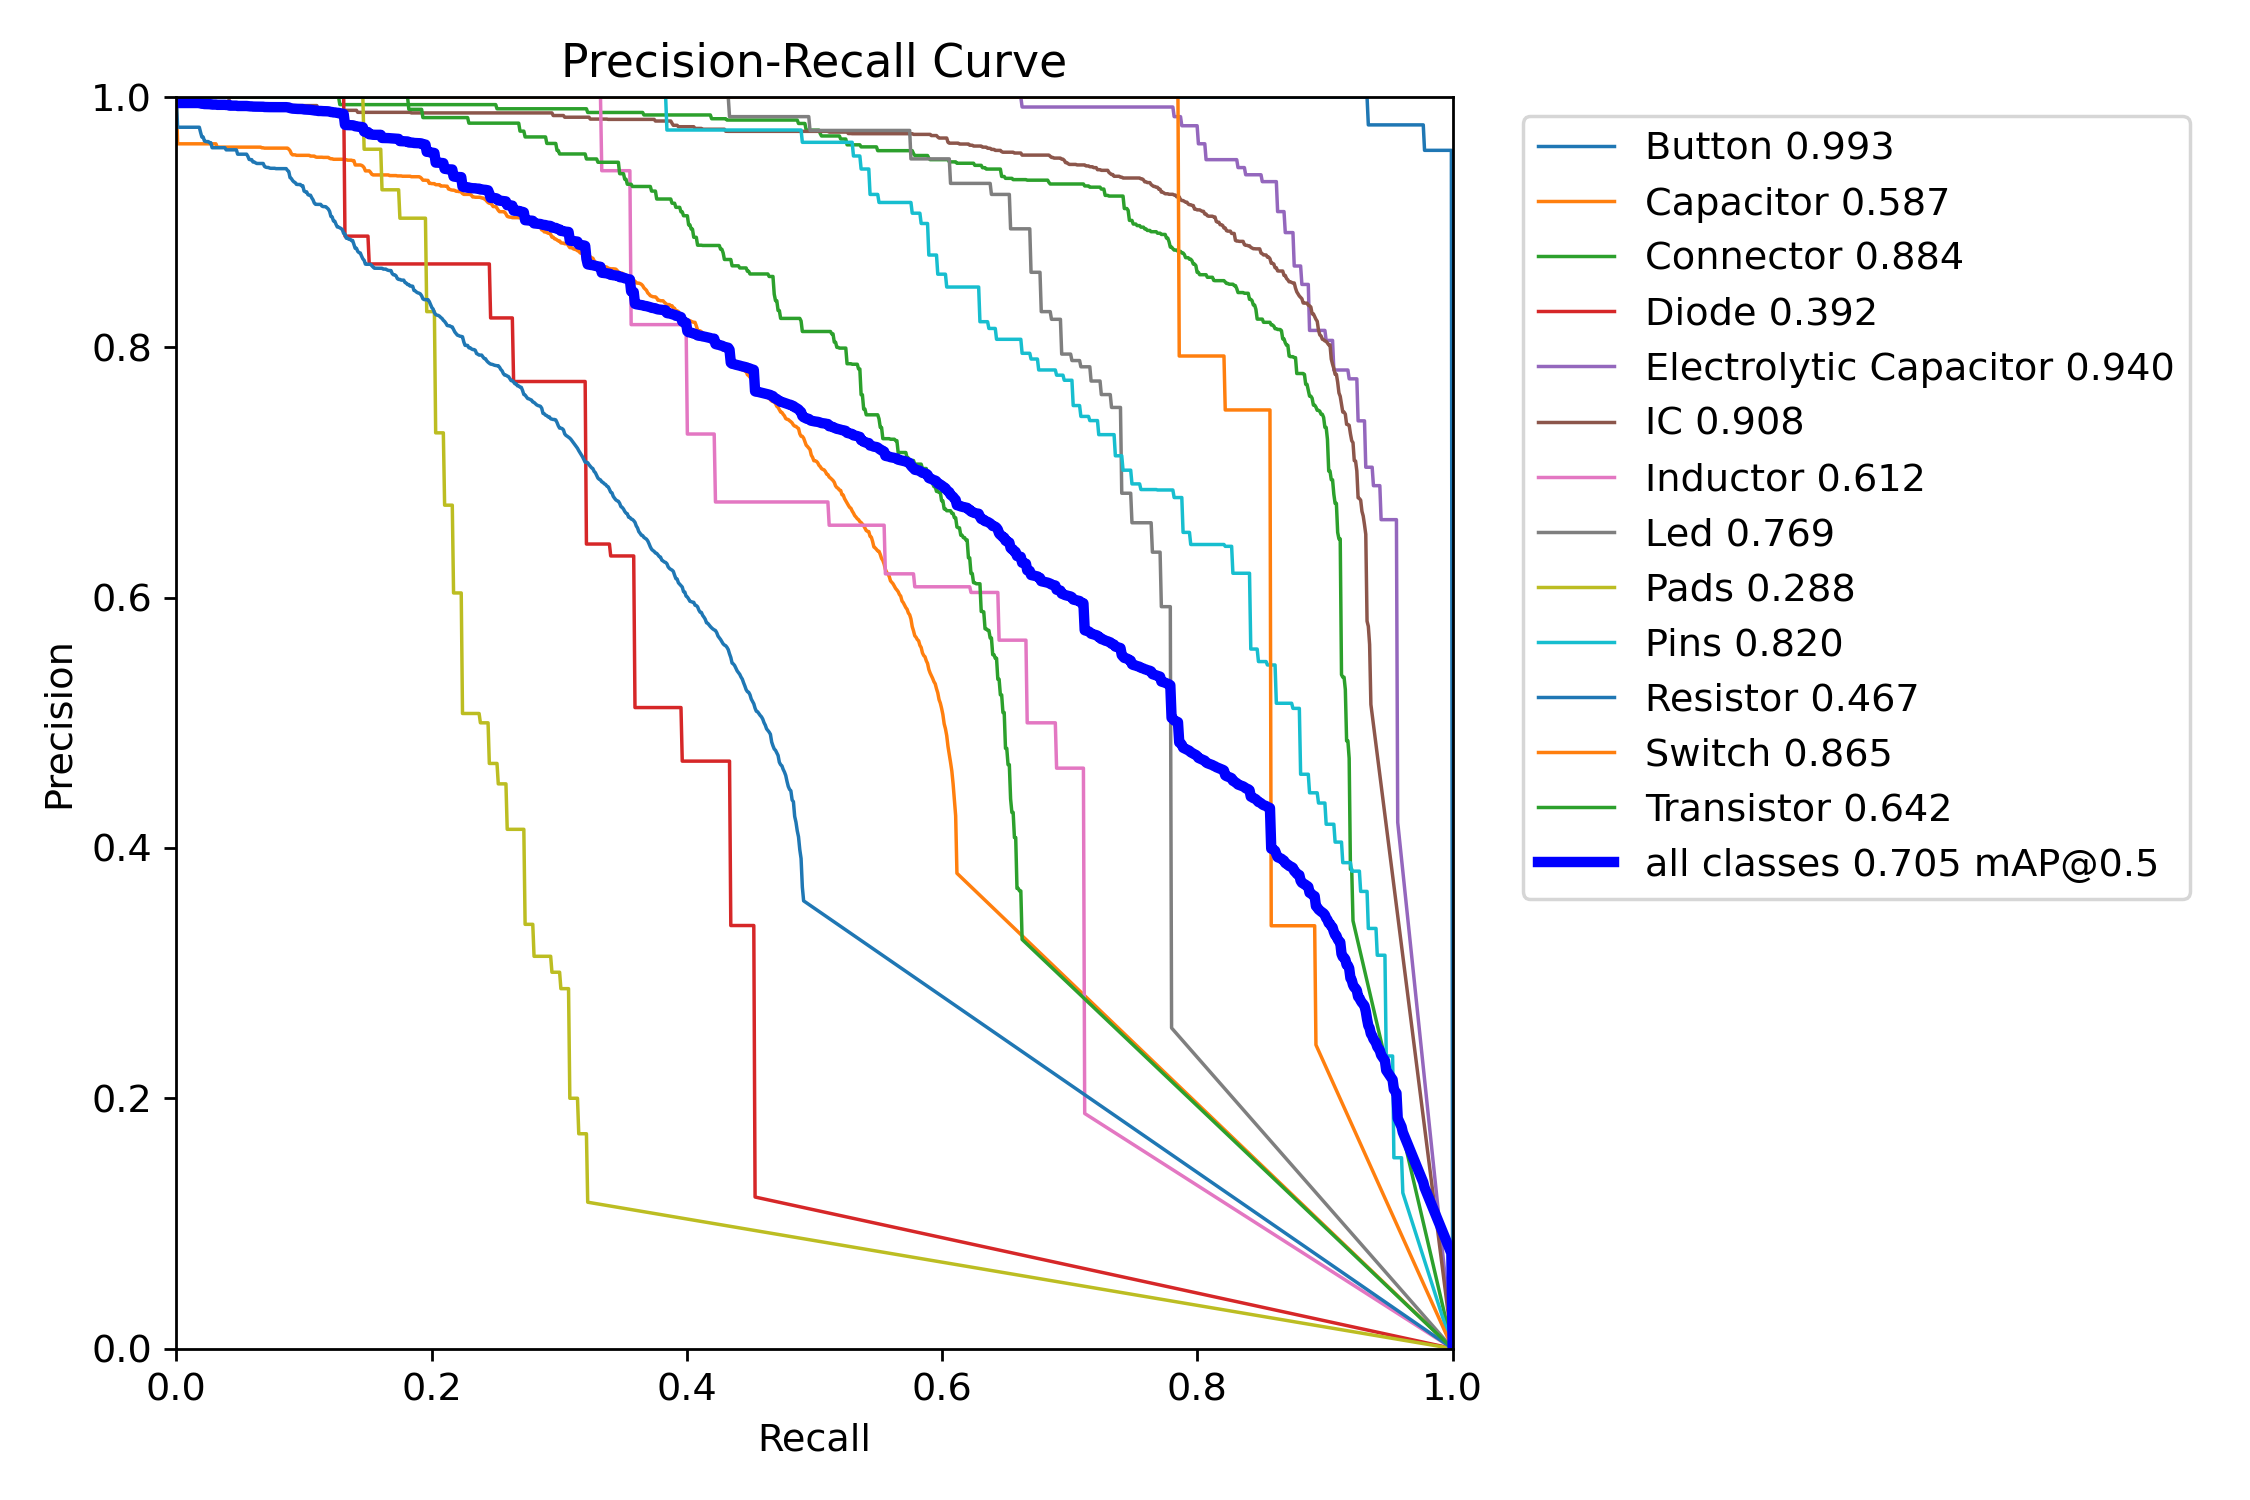 Precision-Recall Curve
1.0
0.8
0.6
0.4
0.2
0.0
Precision
0.0 0.2 0.4 0.6 0.8 1.0
Recall
Button 0.993
Capacitor 0.587
Connector 0.884
Diode 0.392
Electrolytic Capacitor 0.940
IC 0.908
Inductor 0.612
Led 0.769
Pads 0.288
Pins 0.820
Resistor 0.467
Switch 0.865
Transistor 0.642
all classes 0.705 mAP@0.5